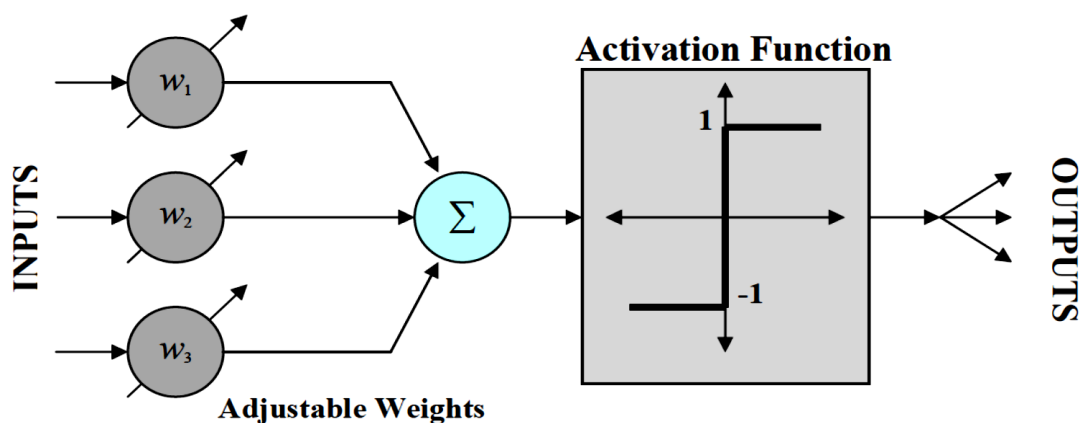 Activation Function
INPUTS
w₁
w₂
w₃
Σ
1
-1
OUTPUTS
Adjustable Weights